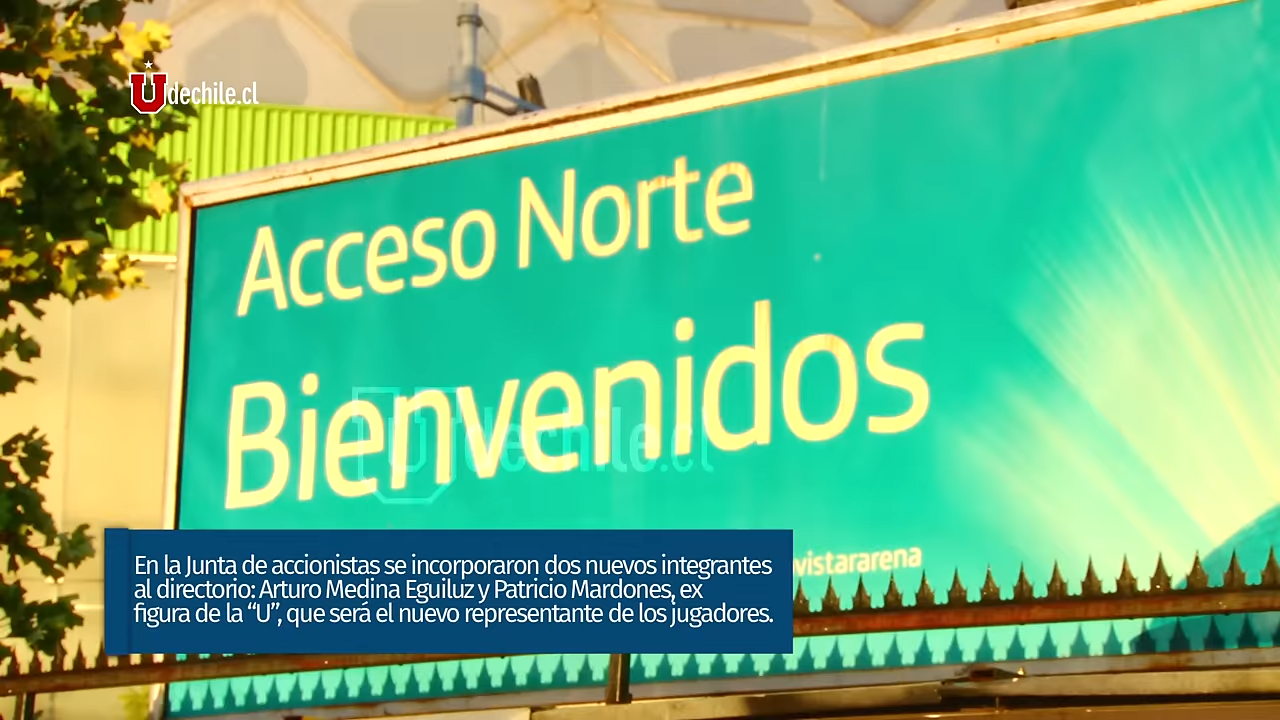 Udechile.cl
Acceso Norte
Bienvenidos
Udechile.cl
vistararena
En la Junta de accionistas se incorporaron dos nuevos integrantes
al directorio: Arturo Medina Eguiluz y Patricio Mardones, ex
figura de la “U”, que será el nuevo representante de los jugadores.